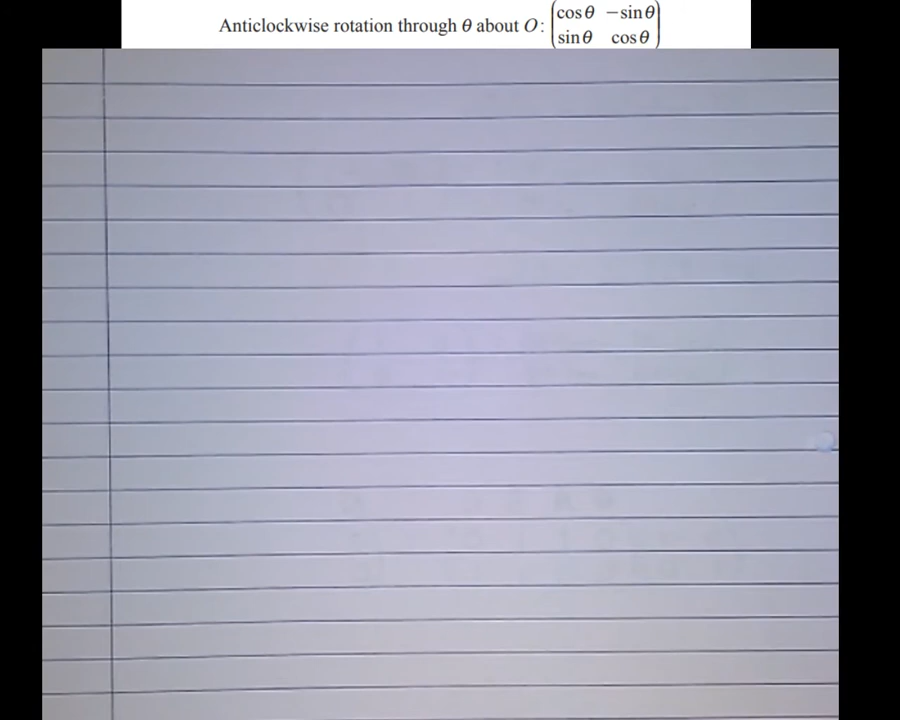 Anticlockwise rotation through θ about O: (cos θ −sin θ
sin θ cos θ)